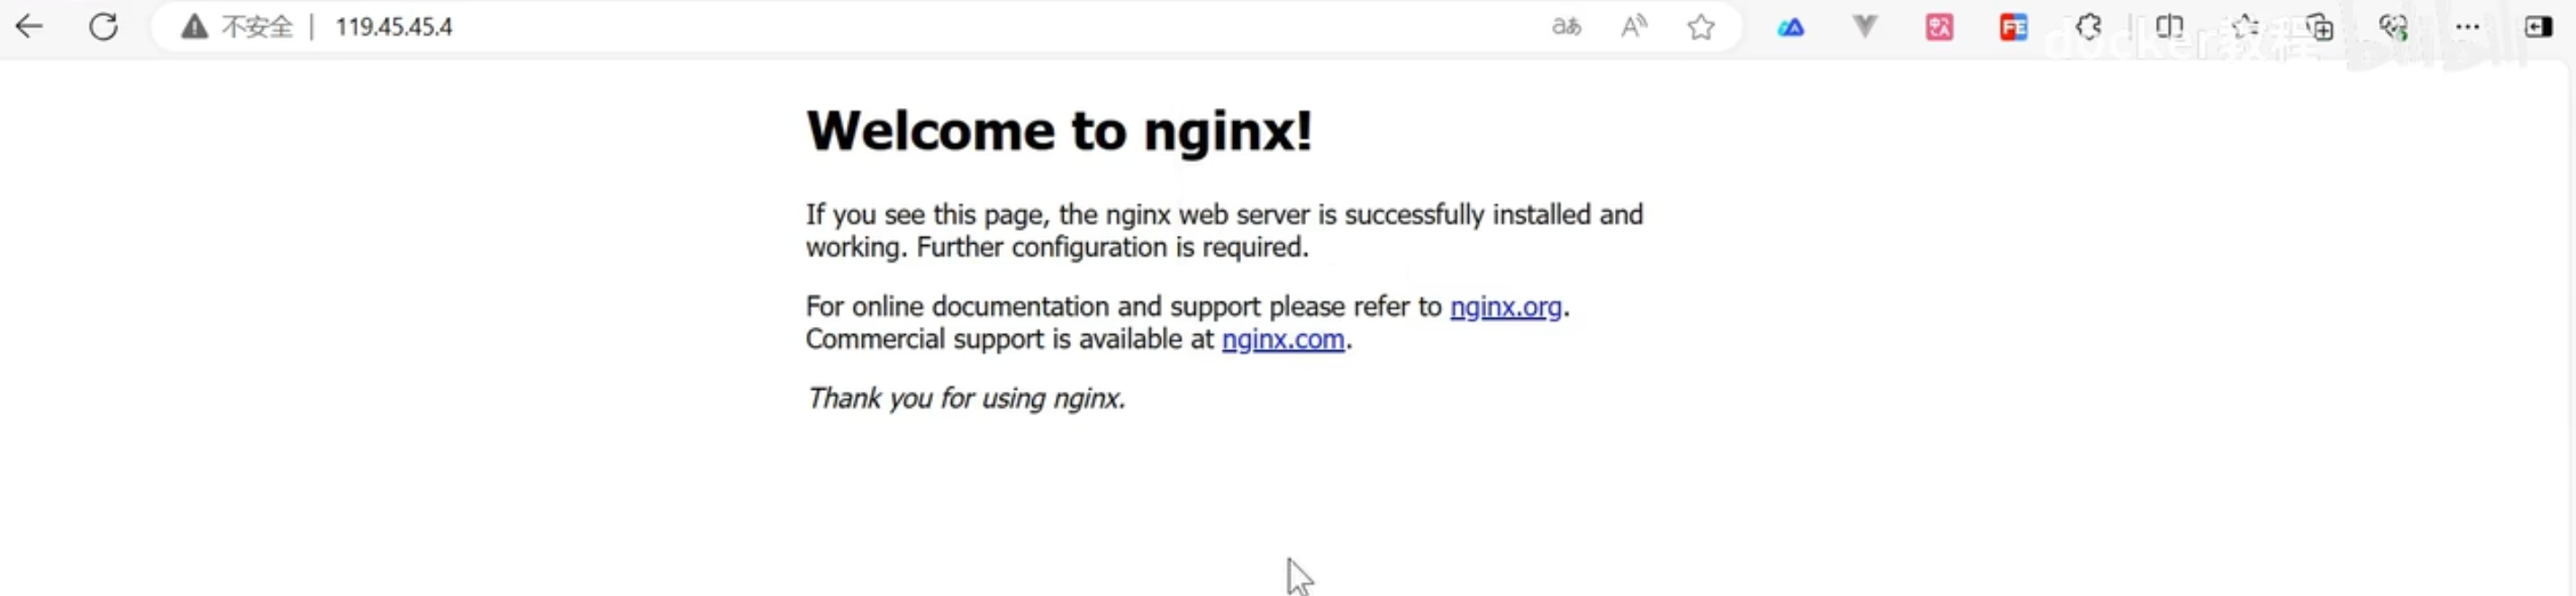 不安全 119.45.45.4
aあ
docker教程 bilibili
Welcome to nginx!
If you see this page, the nginx web server is successfully installed and
working. Further configuration is required.
For online documentation and support please refer to nginx.org.
Commercial support is available at nginx.com.
Thank you for using nginx.